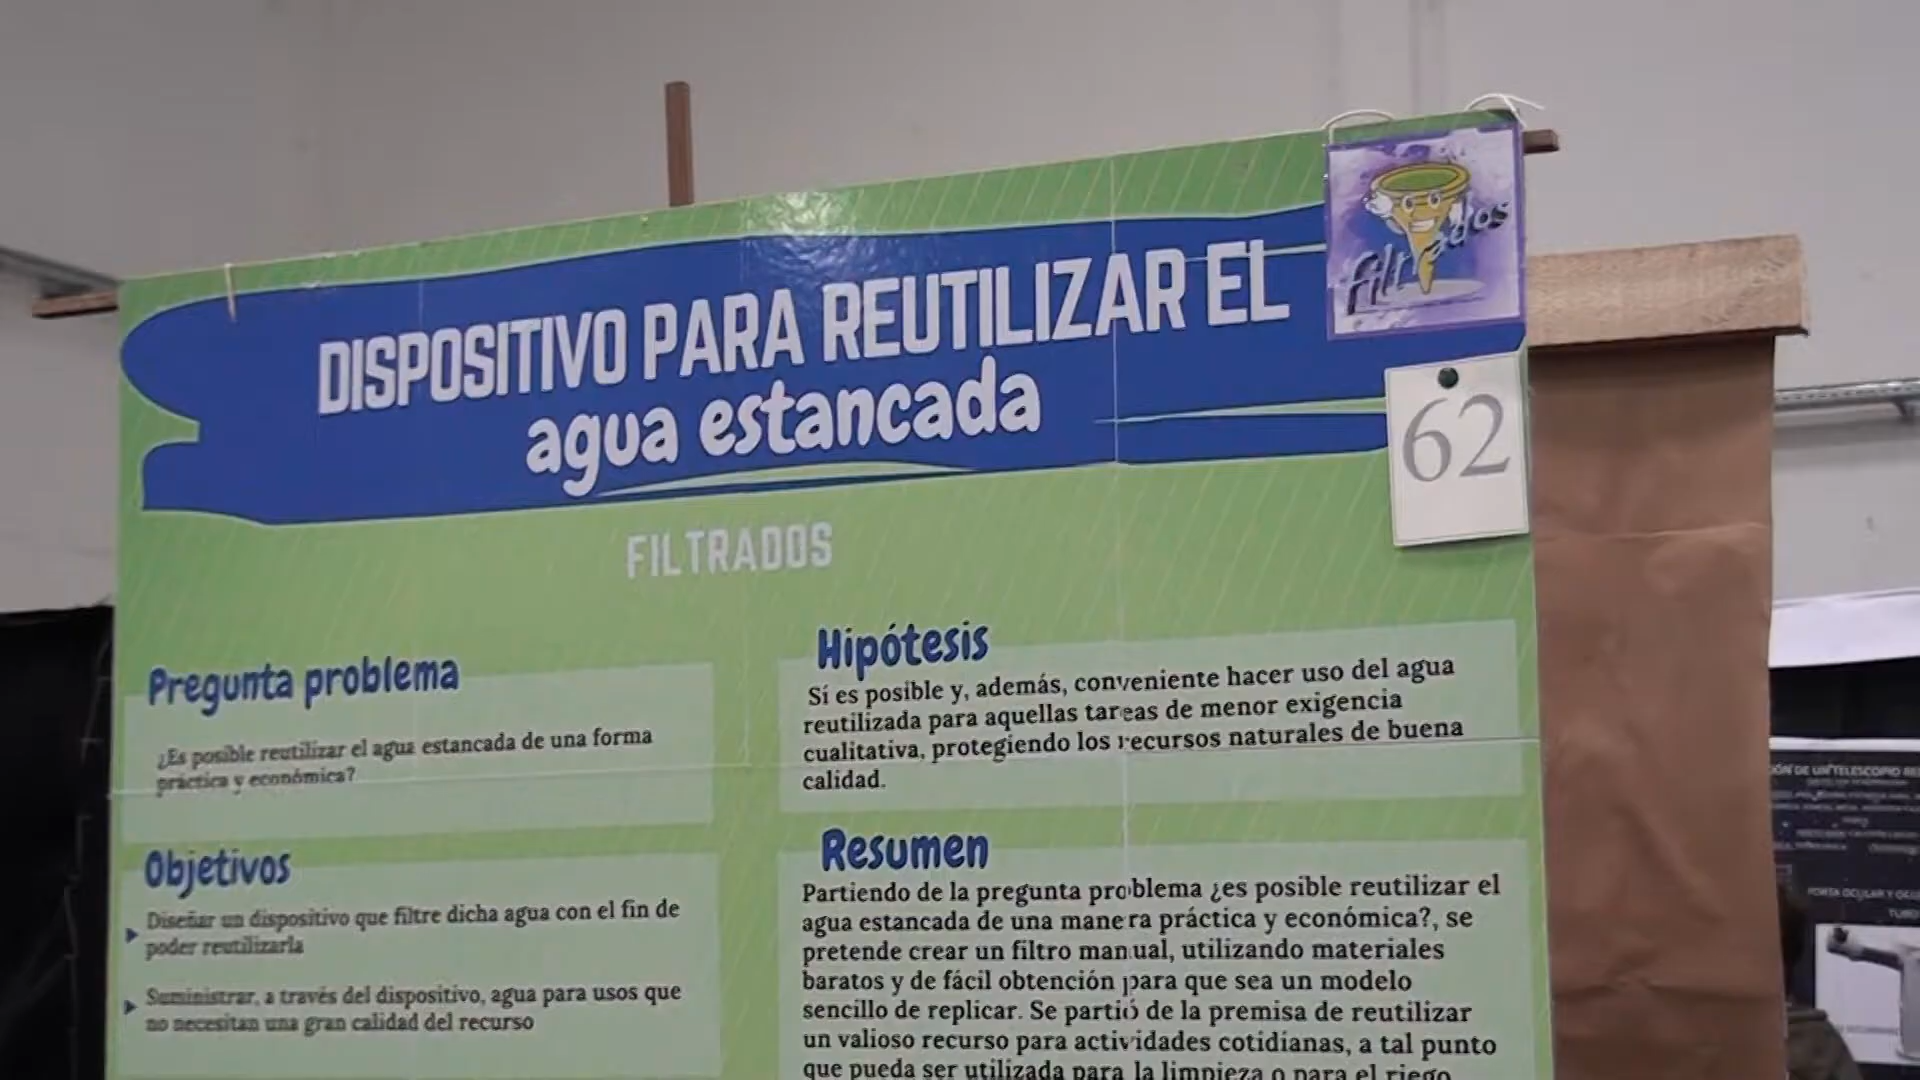 DISPOSITIVO PARA REUTILIZAR EL
agua estancada
filtrados
62
FILTRADOS
Pregunta problema
¿Es posible reutilizar el agua estancada de una forma
práctica y económica?
Objetivos
Diseñar un dispositivo que filtre dicha agua con el fin de
poder reutilizarla
Suministrar, a través del dispositivo, agua para usos que
no necesitan una gran calidad del recurso
Hipótesis
Sí es posible y, además, conveniente hacer uso del agua
reutilizada para aquellas tareas de menor exigencia
cualitativa, protegiendo los recursos naturales de buena
calidad.
Resumen
Partiendo de la pregunta problema ¿es posible reutilizar el
agua estancada de una manera práctica y económica?, se
pretende crear un filtro manual, utilizando materiales
baratos y de fácil obtención para que sea un modelo
sencillo de replicar. Se partió de la premisa de reutilizar
un valioso recurso para actividades cotidianas, a tal punto
que pueda ser utilizada para la limpieza o para el riego
DE UN TELESCOPIO
PORTA OCULAR Y